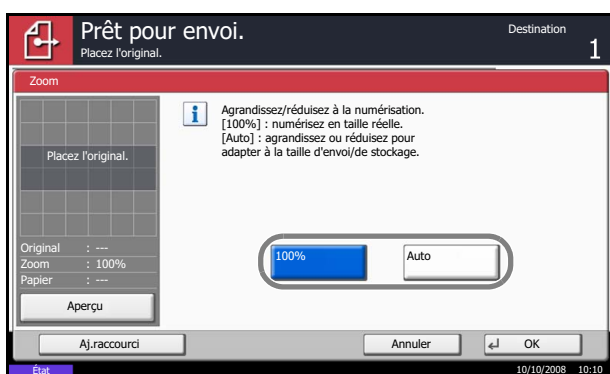 Prêt pour envoi.
Placez l'original.
Destination
1
Zoom
Placez l'original.
Original : ---
Zoom : 100%
Papier : ---
Aperçu
Agrandissez/réduisez à la numérisation.
[100%] : numérisez en taille réelle.
[Auto] : agrandissez ou réduisez pour
adapter à la taille d'envoi/de stockage.
100%
Auto
Aj.raccourci
Annuler
OK
État
10/10/2008 10:10